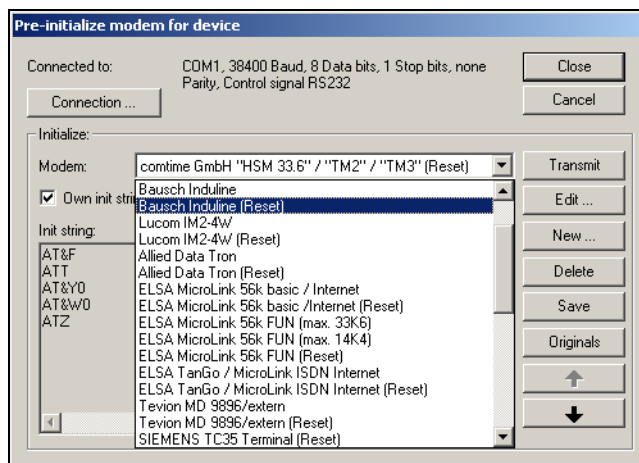 Pre-initialize modem for device
Connected to:
COM1, 38400 Baud, 8 Data bits, 1 Stop bits, none
Parity, Control signal RS232
Close
Connection ...
Cancel
Initialize:
Modem:
comtime GmbH "HSM 33.6" / "TM2" / "TM3" (Reset)
Transmit
Own init
Edit ...
Init string:
New ...
AT&F
ATT
AT&Y0
AT&W0
ATZ
Delete
Save
Originals
Bausch Induline
Bausch Induline (Reset)
Lucom IM2-4W
Lucom IM2-4W (Reset)
Allied Data Tron
Allied Data Tron (Reset)
ELSA MicroLink 56k basic / Internet
ELSA MicroLink 56k basic /Internet (Reset)
ELSA MicroLink 56k FUN (max. 33K6)
ELSA MicroLink 56k FUN (max. 14K4)
ELSA MicroLink 56k FUN (Reset)
ELSA TanGo / MicroLink ISDN Internet
ELSA TanGo / MicroLink ISDN Internet (Reset)
Tevion MD 9896/extern
Tevion MD 9896/extern (Reset)
SIEMENS TC35 Terminal (Reset)